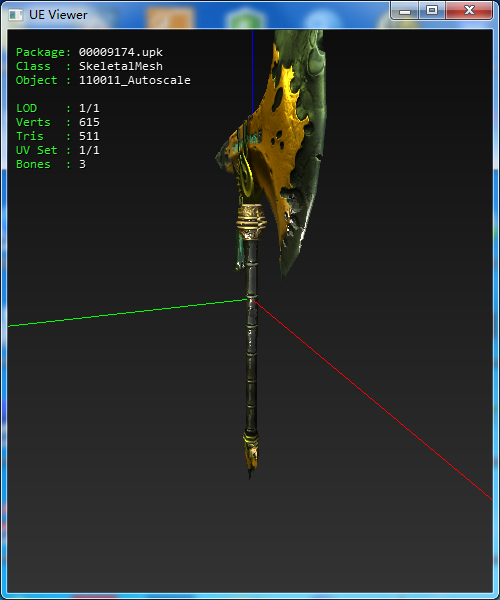 UE Viewer
Package: 00009174.upk
Class : SkeletalMesh
Object : 110011_Autoscale
LOD : 1/1
Verts : 615
Tris : 511
UV Set : 1/1
Bones : 3